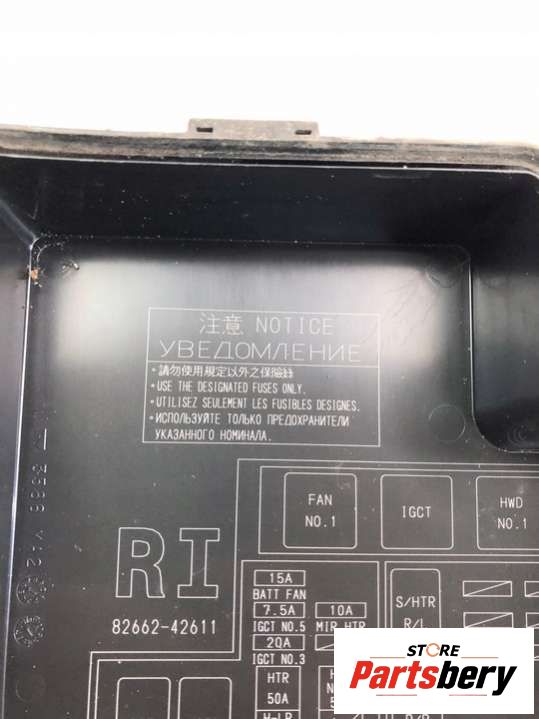 注意 NOTICE
УВЕДОМЛЕНИЕ
・請勿使用規定以外之保險絲
・USE THE DESIGNATED FUSES ONLY.
・UTILISEZ SEULEMENT LES FUSIBLES DESIGNES.
・ИСПОЛЬЗУЙТЕ ТОЛЬКО ПРЕДОХРАНИТЕЛИ
УКАЗАННОГО НОМИНАЛА.
FAN
NO.1
IGCT
HWD
NO.1
RI
82662-42611
15A
BATT FAN
7.5A
IGCT NO.5
20A
IGCT NO.3
10A
MIR HTR
S/HTR
R/L
HTR
50A
STORE
Partsbery